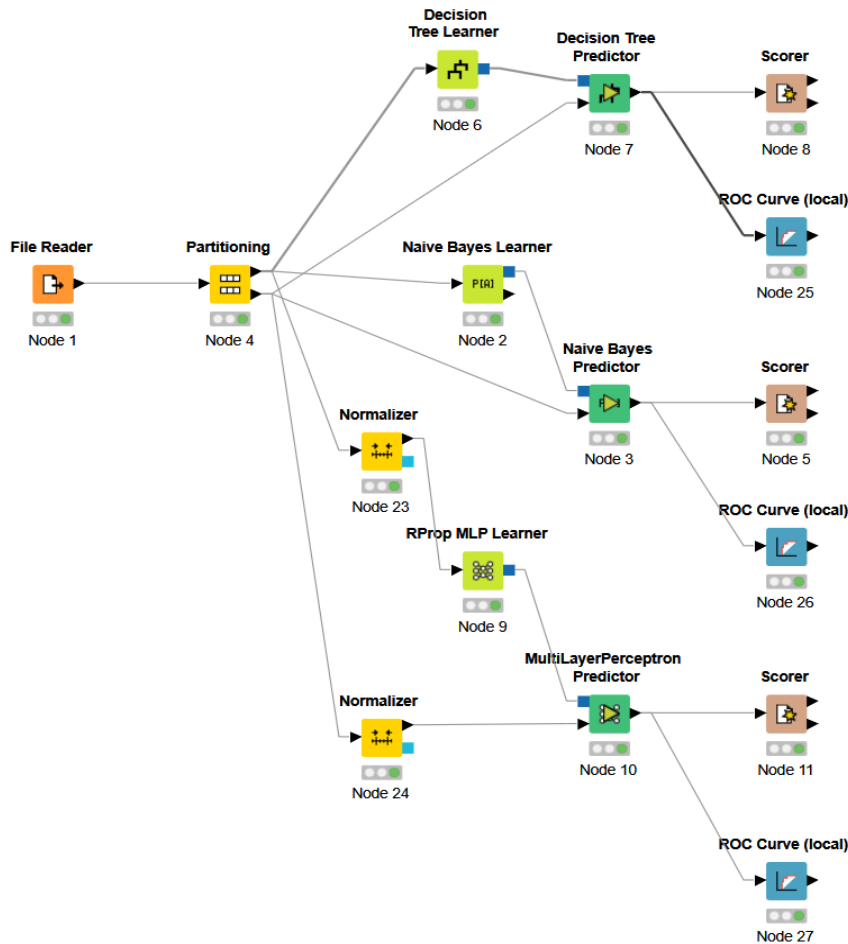 Decision
Tree Learner
Node 6
Decision Tree
Predictor
Node 7
Scorer
Node 8
ROC Curve (local)
Node 25
File Reader
Node 1
Partitioning
Node 4
Naive Bayes Learner
P[A]
Node 2
Naive Bayes
Predictor
Node 3
Scorer
Node 5
ROC Curve (local)
Node 26
Normalizer
Node 23
RProp MLP Learner
Node 9
MultiLayerPerceptron
Predictor
Node 10
Scorer
Node 11
Normalizer
Node 24
ROC Curve (local)
Node 27